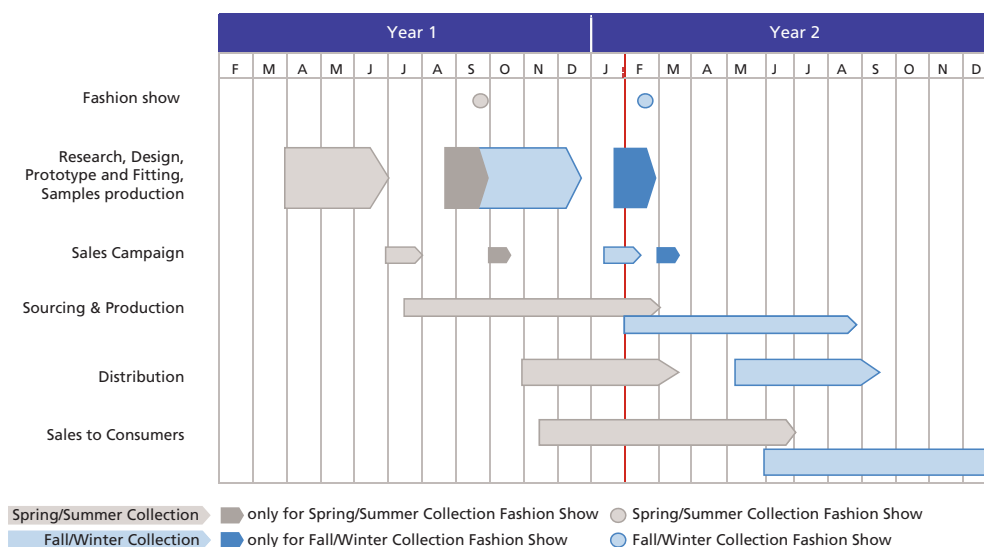 Year 1 Year 2
F M A M J J A S O N D J F M A M J J A S O N D
Fashion show
Research, Design,
Prototype and Fitting,
Samples production
Sales Campaign
Sourcing & Production
Distribution
Sales to Consumers
Spring/Summer Collection only for Spring/Summer Collection Fashion Show Spring/Summer Collection Fashion Show
Fall/Winter Collection only for Fall/Winter Collection Fashion Show Fall/Winter Collection Fashion Show